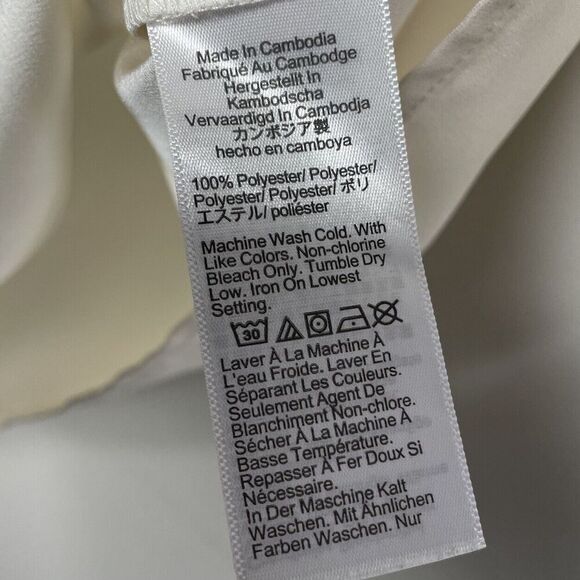 Made In Cambodia
Fabriqué Au Cambodge
Hergestellt In
Kambodscha
Vervaardigd In Cambodja
カンボジア製
hecho en camboya
100% Polyester/ Polyester/
Polyester/ Polyester/ ポリ
エステル/ poliéster
Machine Wash Cold. With
Like Colors. Non-chlorine
Bleach Only. Tumble Dry
Low. Iron On Lowest
Setting.
30
Laver À La Machine À
L'eau Froide. Laver En
Séparant Les Couleurs.
Seulement Agent De
Blanchiment Non-chlore.
Sécher À La Machine À
Basse Température.
Repasser À Fer Doux Si
Nécessaire.
In Der Maschine Kalt
Waschen. Mit Ähnlichen
Farben Waschen. Nur